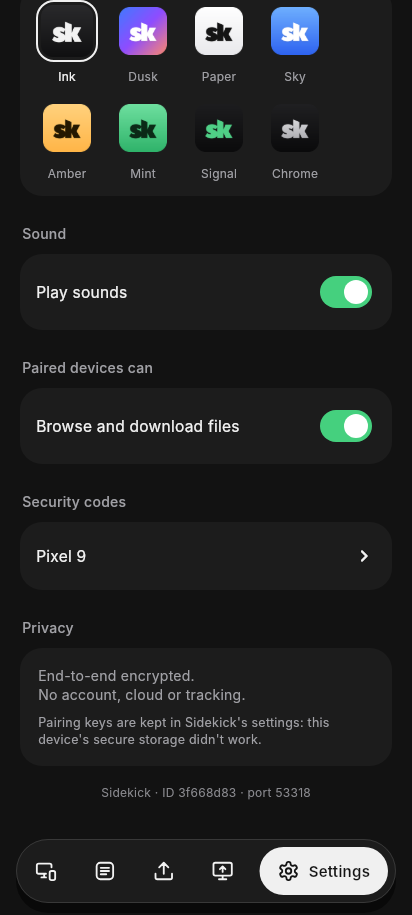 sk sk sk sk
Ink Dusk Paper Sky
sk sk sk sk
Amber Mint Signal Chrome
Sound
Play sounds
Paired devices can
Browse and download files
Security codes
Pixel 9
Privacy
End-to-end encrypted.
No account, cloud or tracking.
Pairing keys are kept in Sidekick's settings: this
device's secure storage didn't work.
Sidekick · ID 3f668d83 · port 53318
Settings